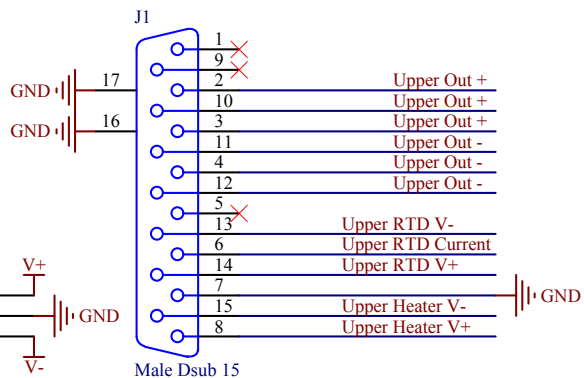 J1
1
9
17
GND
2
Upper Out +
10
Upper Out +
16
GND
3
Upper Out +
11
Upper Out -
4
Upper Out -
12
Upper Out -
5
13
Upper RTD V-
6
Upper RTD Current
14
Upper RTD V+
V+
7
GND
15
Upper Heater V-
GND
8
Upper Heater V+
V-
Male Dsub 15